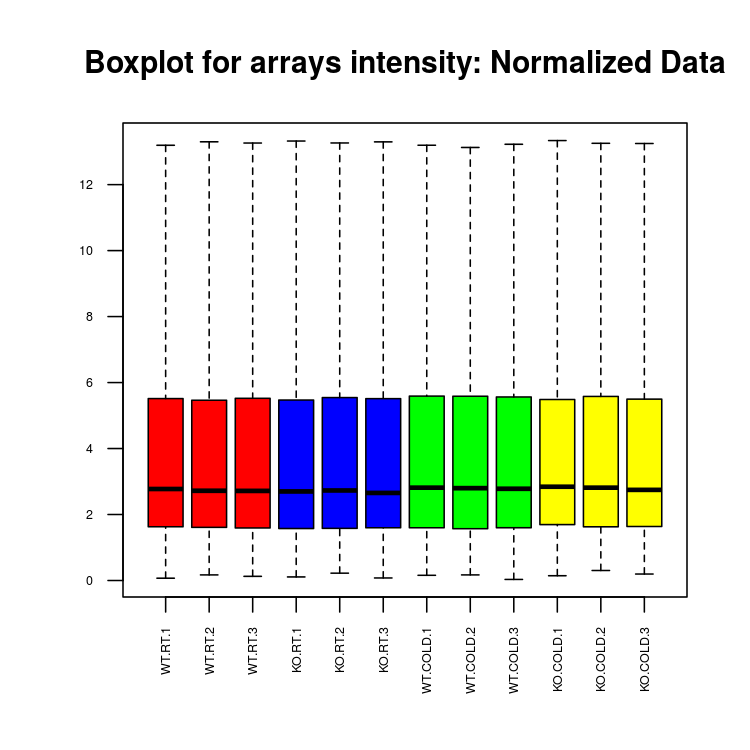 Boxplot for arrays intensity: Normalized Data
12
10
8
6
4
2
0
WT.RT.1
WT.RT.2
WT.RT.3
KO.RT.1
KO.RT.2
KO.RT.3
WT.COLD.1
WT.COLD.2
WT.COLD.3
KO.COLD.1
KO.COLD.2
KO.COLD.3